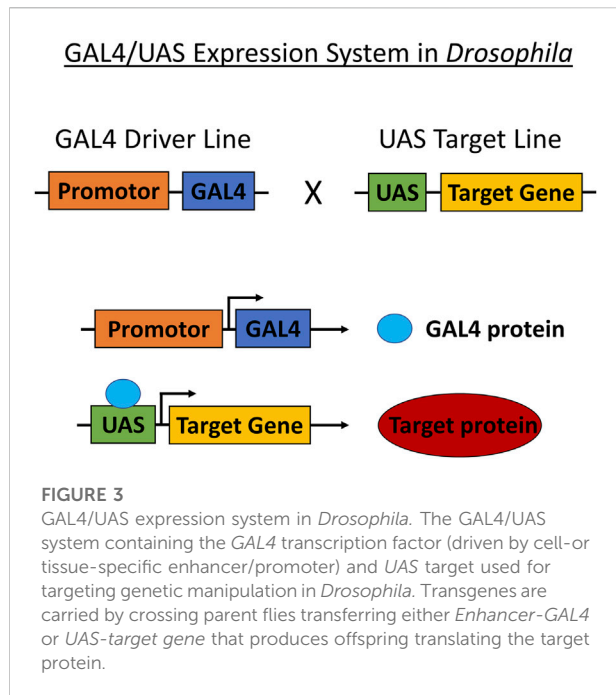 GAL4/UAS Expression System in Drosophila
GAL4 Driver Line UAS Target Line
Promotor GAL4 X UAS Target Gene
Promotor GAL4 GAL4 protein
UAS Target Gene Target protein
FIGURE 3
GAL4/UAS expression system in Drosophila. The GAL4/UAS
system containing the GAL4 transcription factor (driven by cell-or
tissue-specific enhancer/promoter) and UAS target used for
targeting genetic manipulation in Drosophila. Transgenes are
carried by crossing parent flies transferring either Enhancer-GAL4
or UAS-target gene that produces offspring translating the target
protein.